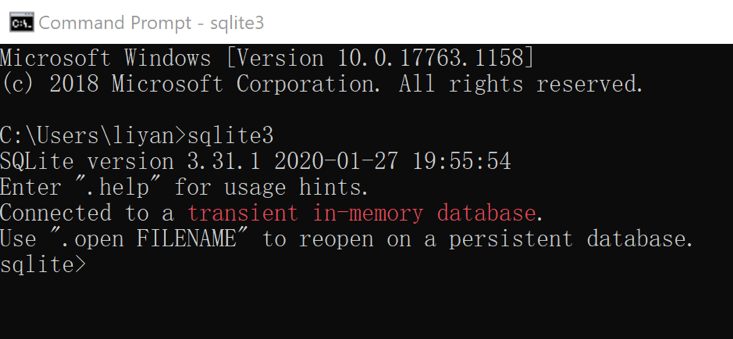 Command Prompt - sqlite3
Microsoft Windows [Version 10.0.17763.1158]
(c) 2018 Microsoft Corporation. All rights reserved.
C:\Users\liyan>sqlite3
SQLite version 3.31.1 2020-01-27 19:55:54
Enter ".help" for usage hints.
Connected to a transient in-memory database.
Use ".open FILENAME" to reopen on a persistent database.
sqlite>